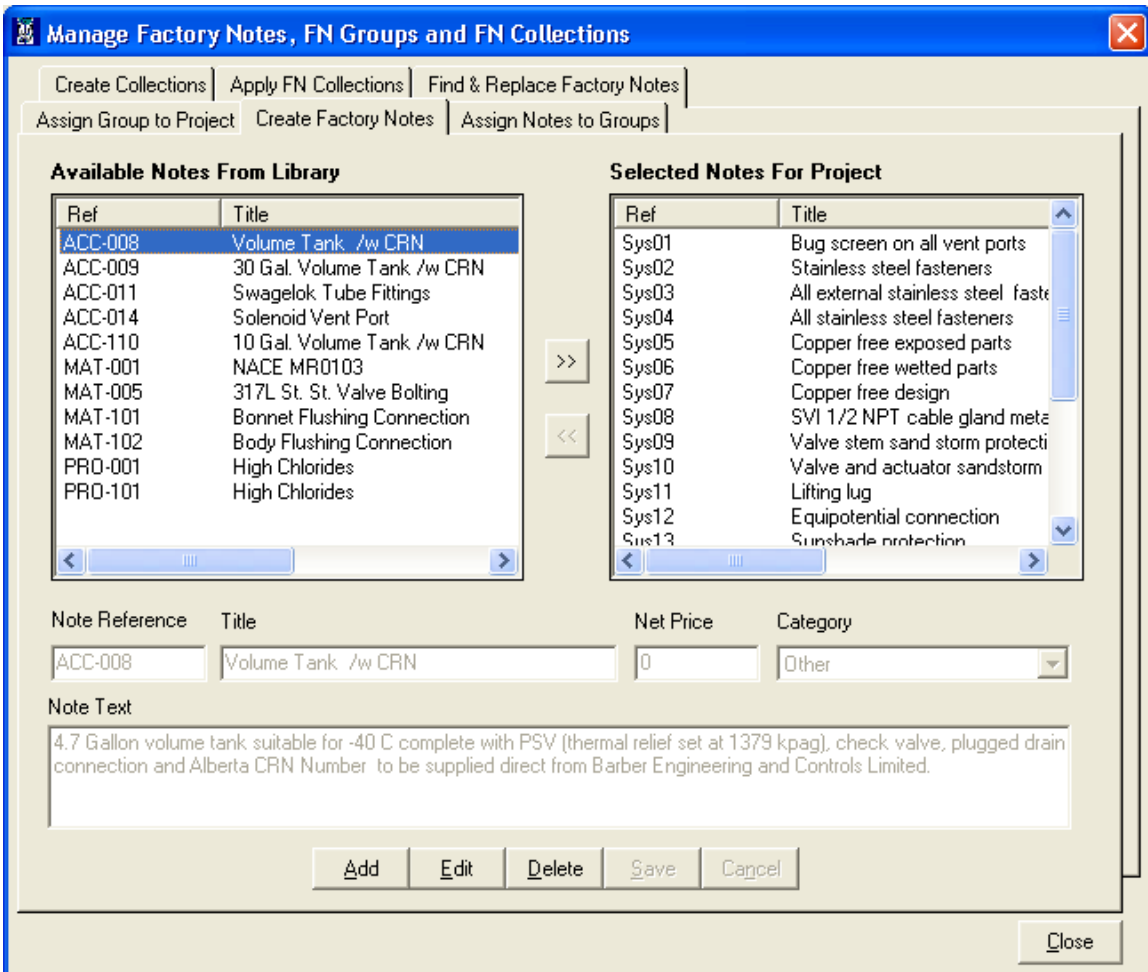 Manage Factory Notes, FN Groups and FN Collections
Create Collections Apply FN Collections Find & Replace Factory Notes
Assign Group to Project Create Factory Notes Assign Notes to Groups
Available Notes From Library
Ref Title
ACC-008 Volume Tank /w CRN
ACC-009 30 Gal. Volume Tank /w CRN
ACC-011 Swagelok Tube Fittings
ACC-014 Solenoid Vent Port
ACC-110 10 Gal. Volume Tank /w CRN
MAT-001 NACE MR0103
MAT-005 317L St. St. Valve Bolting
MAT-101 Bonnet Flushing Connection
MAT-102 Body Flushing Connection
PRO-001 High Chlorides
PRO-101 High Chlorides
>>
<<
Selected Notes For Project
Ref Title
Sys01 Bug screen on all vent ports
Sys02 Stainless steel fasteners
Sys03 All external stainless steel faste
Sys04 All stainless steel fasteners
Sys05 Copper free exposed parts
Sys06 Copper free wetted parts
Sys07 Copper free design
Sys08 SVI 1/2 NPT cable gland meta
Sys09 Valve stem sand storm protecti
Sys10 Valve and actuator sandstorm
Sys11 Lifting lug
Sys12 Equipotential connection
Sys13 Sunshade protection
Note Reference Title Net Price Category
ACC-008 Volume Tank /w CRN 0 Other
Note Text
4.7 Gallon volume tank suitable for -40 C complete with PSV (thermal relief set at 1379 kpag), check valve, plugged drain
connection and Alberta CRN Number to be supplied direct from Barber Engineering and Controls Limited.
Add Edit Delete Save Cancel
Close